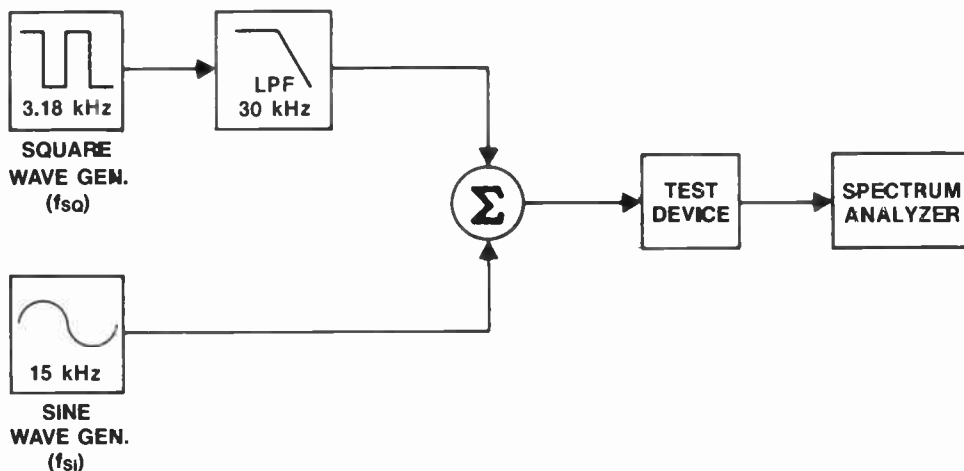 3.18 kHz
SQUARE
WAVE GEN.
(fSQ)
LPF
30 kHz
Σ
TEST
DEVICE
SPECTRUM
ANALYZER
15 kHz
SINE
WAVE GEN.
(fSI)